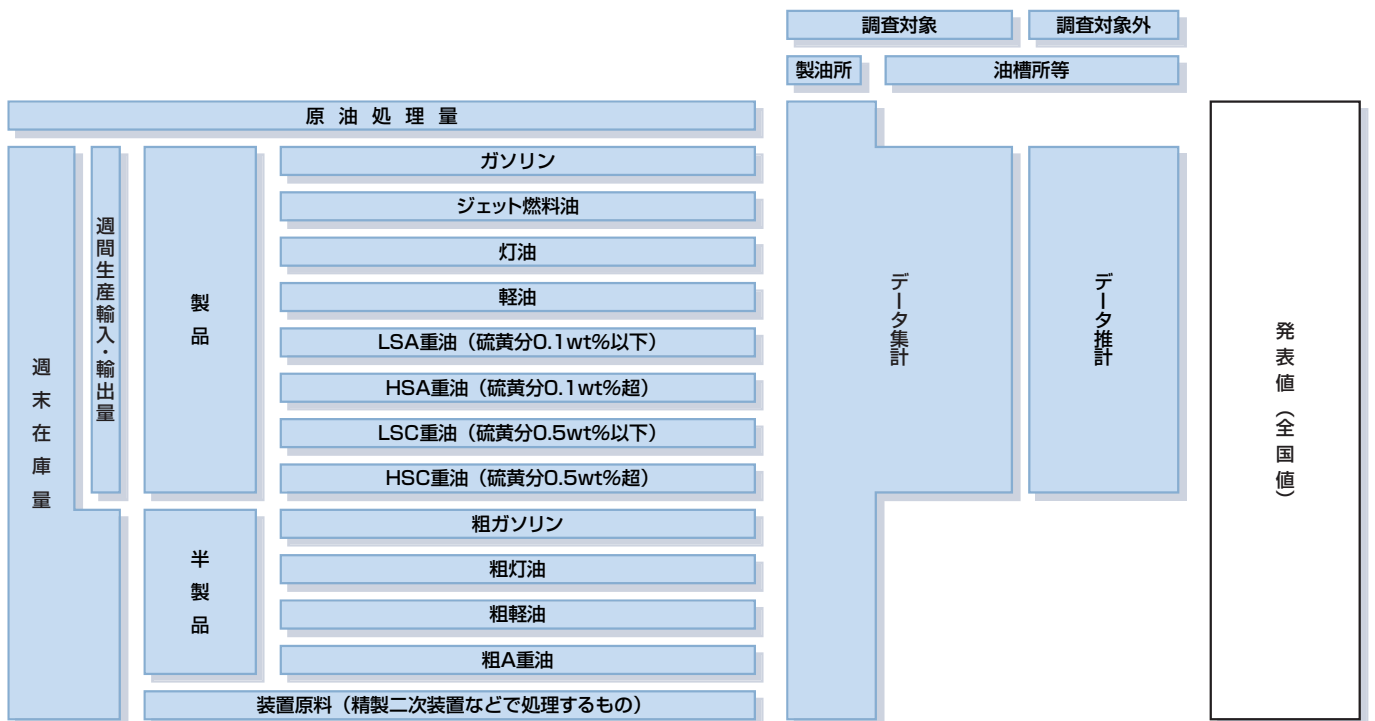 調査対象
調査対象外
製油所
油槽所等
原油処理量
週末在庫量
週間生産輸入・輸出量
製品
ガソリン
ジェット燃料油
灯油
軽油
LSA重油（硫黄分0.1wt%以下）
HSA重油（硫黄分0.1wt%超）
LSC重油（硫黄分0.5wt%以下）
HSC重油（硫黄分0.5wt%超）
半製品
粗ガソリン
粗灯油
粗軽油
粗A重油
装置原料（精製二次装置などで処理するもの）
データ集計
データ推計
発表値（全国値）